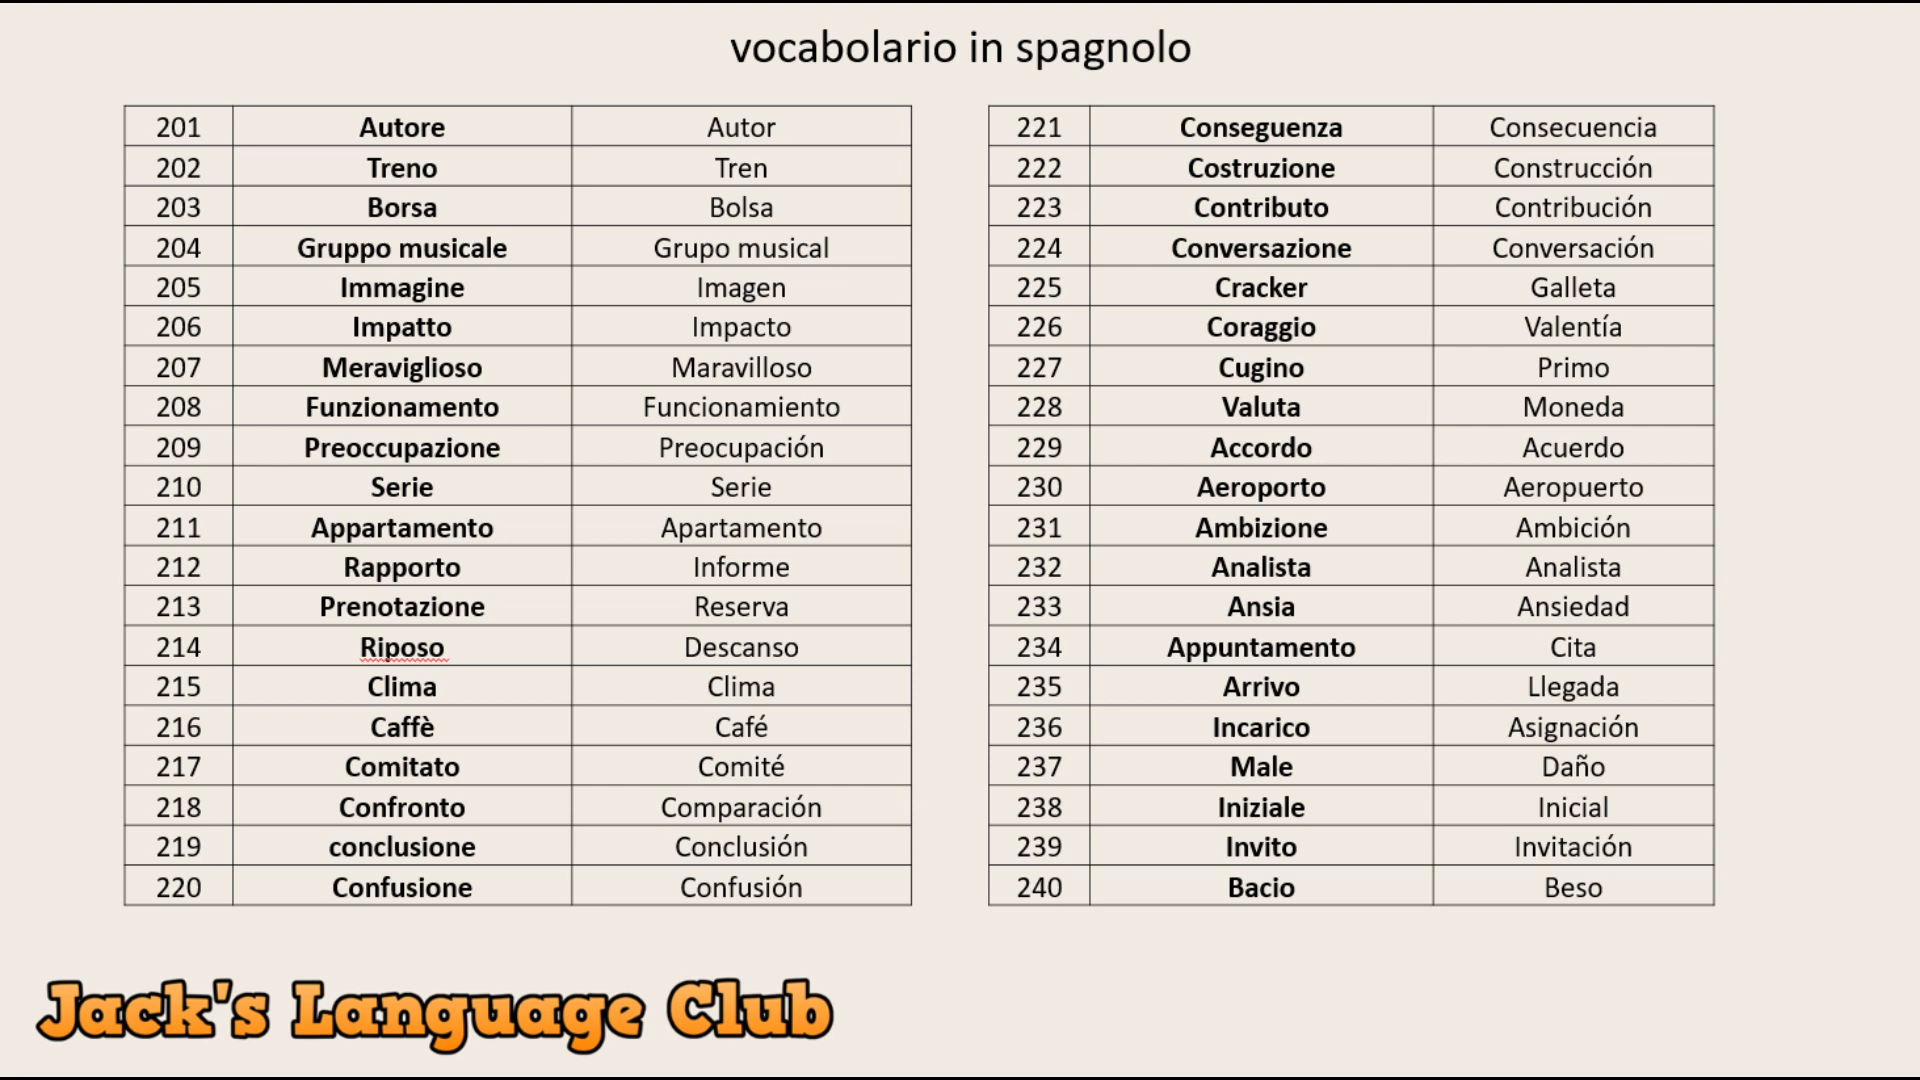 vocabolario in spagnolo
201 Autore Autor
202 Treno Tren
203 Borsa Bolsa
204 Gruppo musicale Grupo musical
205 Immagine Imagen
206 Impatto Impacto
207 Meraviglioso Maravilloso
208 Funzionamento Funcionamiento
209 Preoccupazione Preocupación
210 Serie Serie
211 Appartamento Apartamento
212 Rapporto Informe
213 Prenotazione Reserva
214 Riposo Descanso
215 Clima Clima
216 Caffè Café
217 Comitato Comité
218 Confronto Comparación
219 conclusione Conclusión
220 Confusione Confusión
221 Conseguenza Consecuencia
222 Costruzione Construcción
223 Contributo Contribución
224 Conversazione Conversación
225 Cracker Galleta
226 Coraggio Valentía
227 Cugino Primo
228 Valuta Moneda
229 Accordo Acuerdo
230 Aeroporto Aeropuerto
231 Ambizione Ambición
232 Analista Analista
233 Ansia Ansiedad
234 Appuntamento Cita
235 Arrivo Llegada
236 Incarico Asignación
237 Male Daño
238 Iniziale Inicial
239 Invito Invitación
240 Bacio Beso
Jack's Language Club